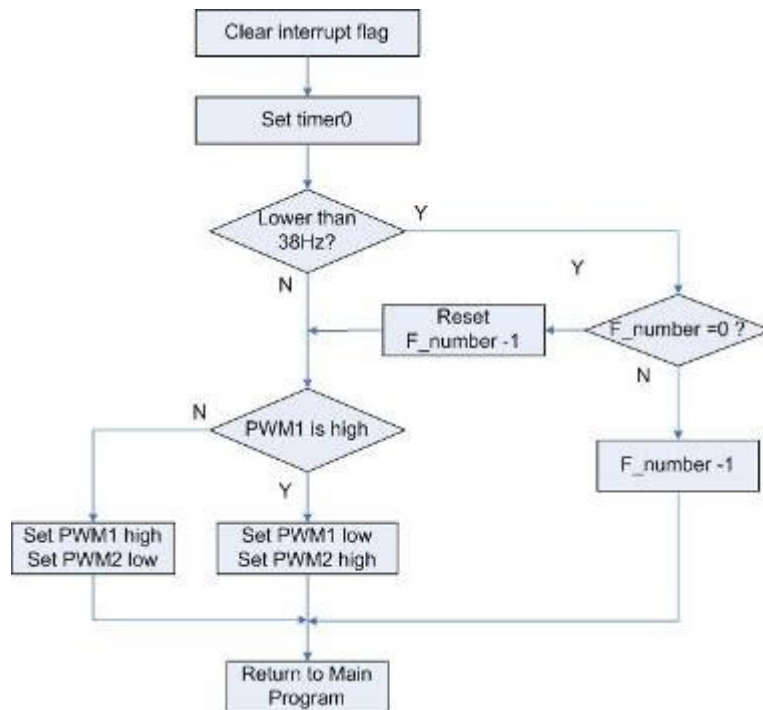 Clear interrupt flag
Set timer0
Lower than
38Hz?
Y
N
Y
Reset
F_number -1
F_number =0 ?
N
N
PWM1 is high
F_number -1
Y
Set PWM1 high
Set PWM2 low
Set PWM1 low
Set PWM2 high
Return to Main
Program